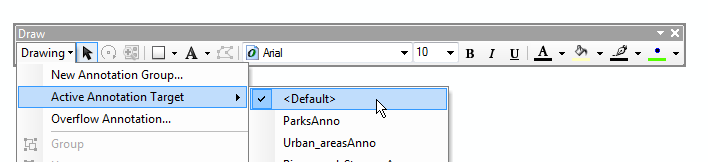 Draw
Drawing A Arial 10 B I U A
New Annotation Group...
Active Annotation Target
<Default>
Overflow Annotation...
ParksAnno
Group
Urban_areasAnno